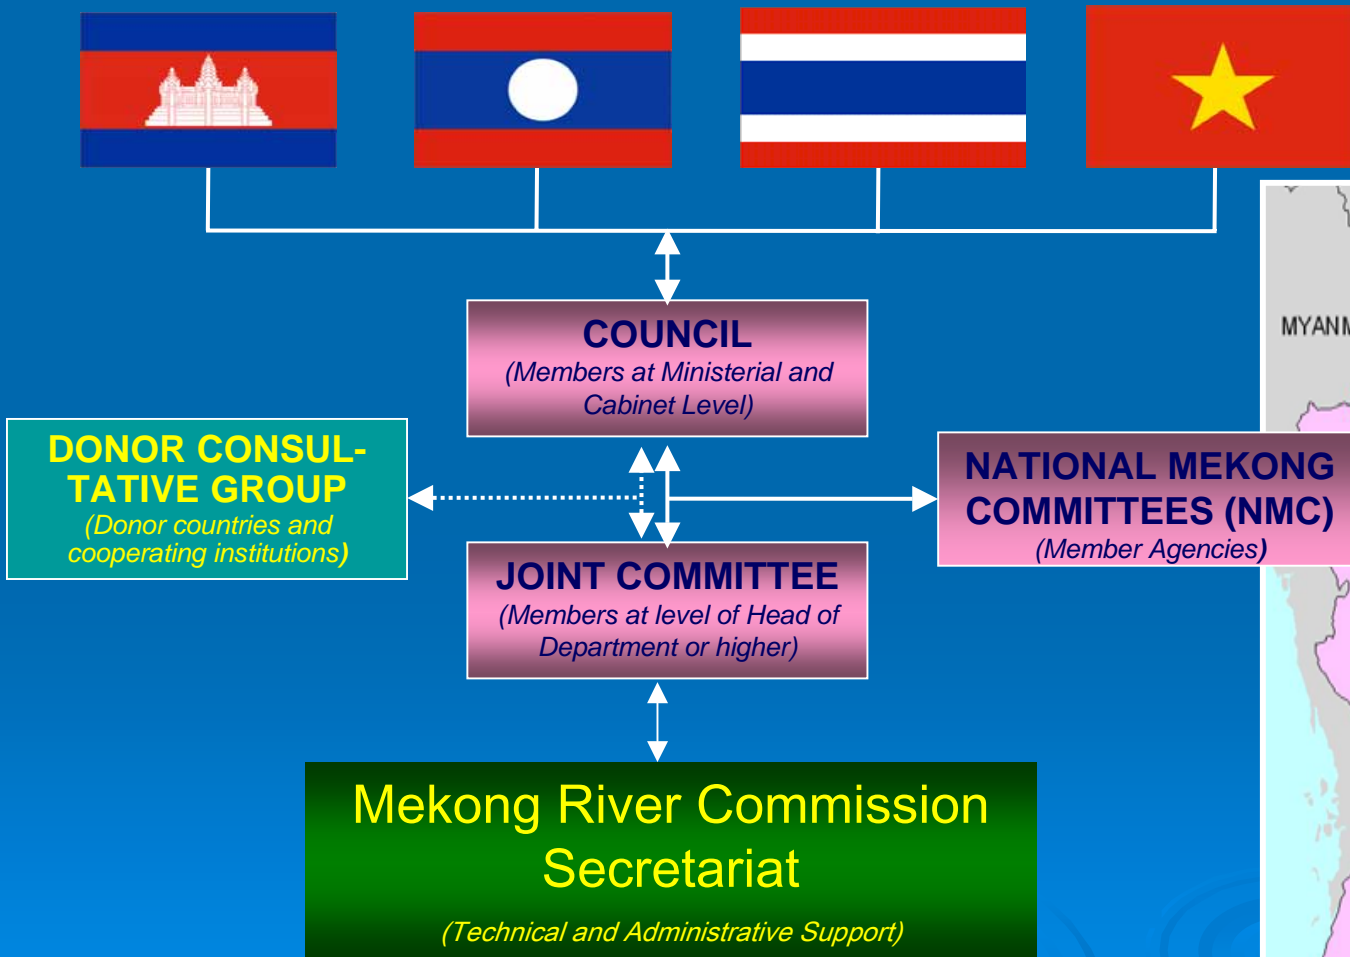 COUNCIL
(Members at Ministerial and
Cabinet Level)
DONOR CONSUL-
TATIVE GROUP
(Donor countries and
cooperating institutions)
NATIONAL MEKONG
COMMITTEES (NMC)
(Member Agencies)
JOINT COMMITTEE
(Members at level of Head of
Department or higher)
Mekong River Commission
Secretariat
(Technical and Administrative Support)